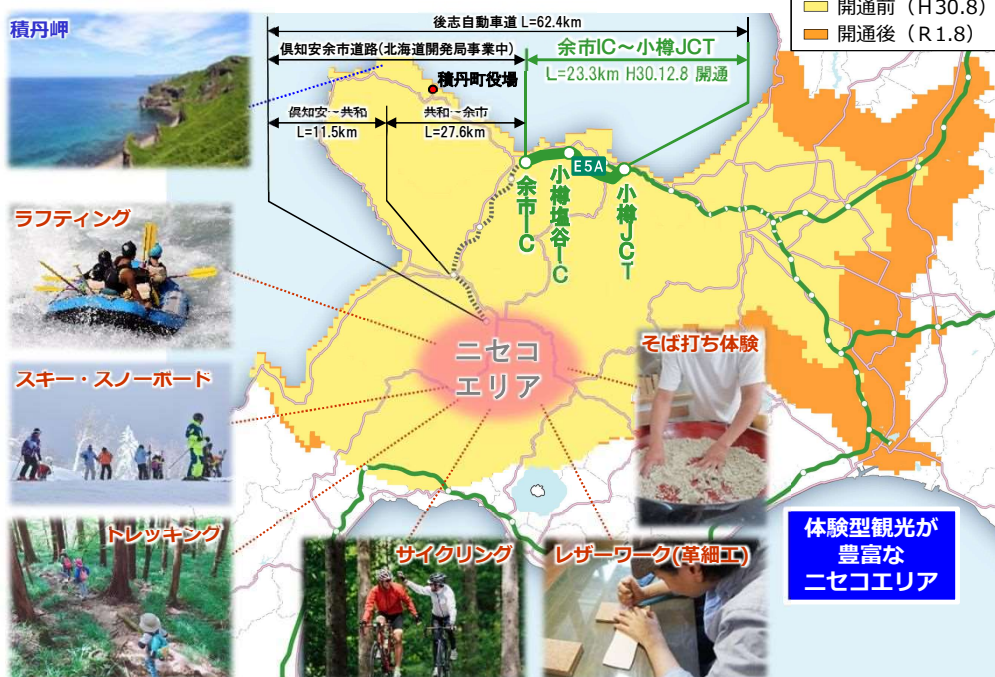 積丹岬
開通前（H30.8）
開通後（R1.8）
後志自動車道 L=62.4km
倶知安余市道路(北海道開発局事業中)
余市IC～小樽JCT
L=23.3km H30.12.8 開通
積丹町役場
倶知安～共和
L=11.5km
共和～余市
L=27.6km
E5A
余市IC
小樽塩谷IC
小樽JCT
ラフティング
ニセコ
エリア
そば打ち体験
スキー・スノーボード
トレッキング
サイクリング
レザーワーク(革細工)
体験型観光が
豊富な
ニセコエリア